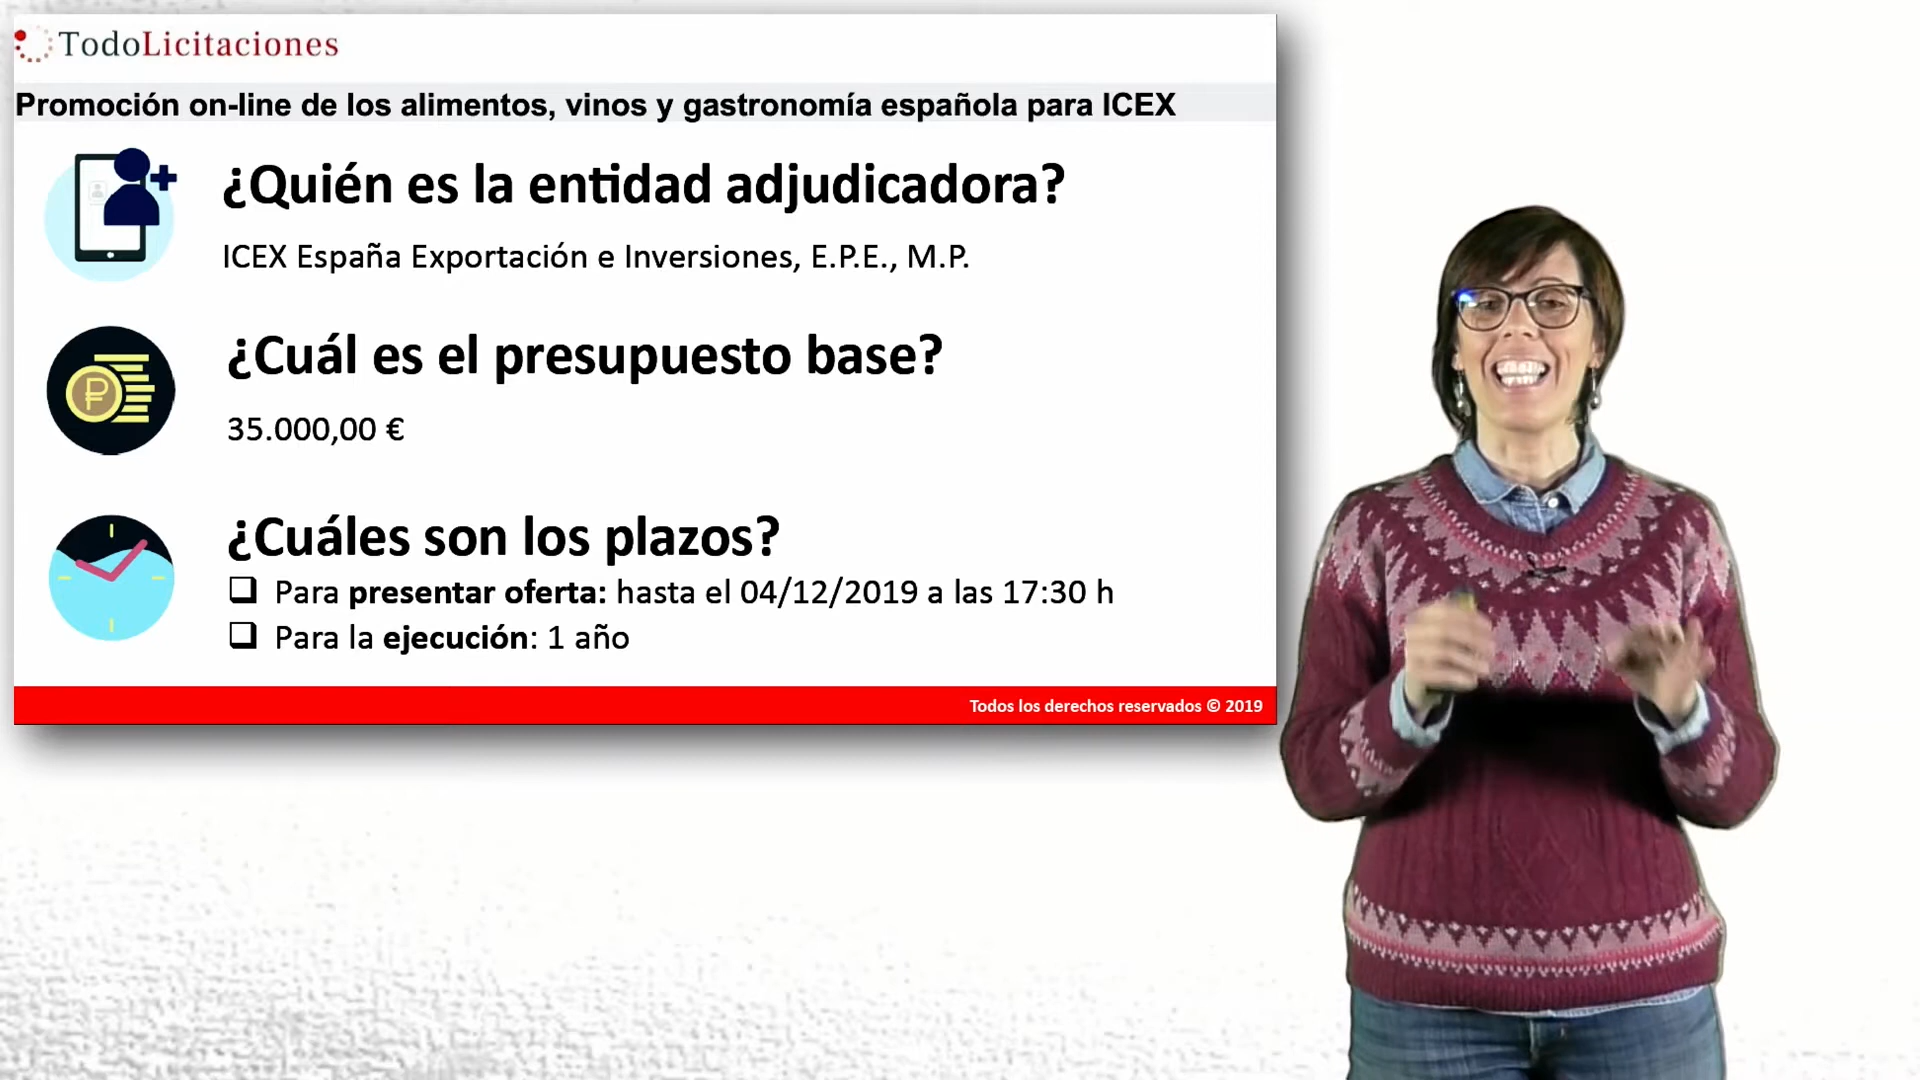 TodoLicitaciones
Promoción on-line de los alimentos, vinos y gastronomía española para ICEX
¿Quién es la entidad adjudicadora?
ICEX España Exportación e Inversiones, E.P.E., M.P.
¿Cuál es el presupuesto base?
35.000,00 €
¿Cuáles son los plazos?
❑ Para presentar oferta: hasta el 04/12/2019 a las 17:30 h
❑ Para la ejecución: 1 año
Todos los derechos reservados © 2019